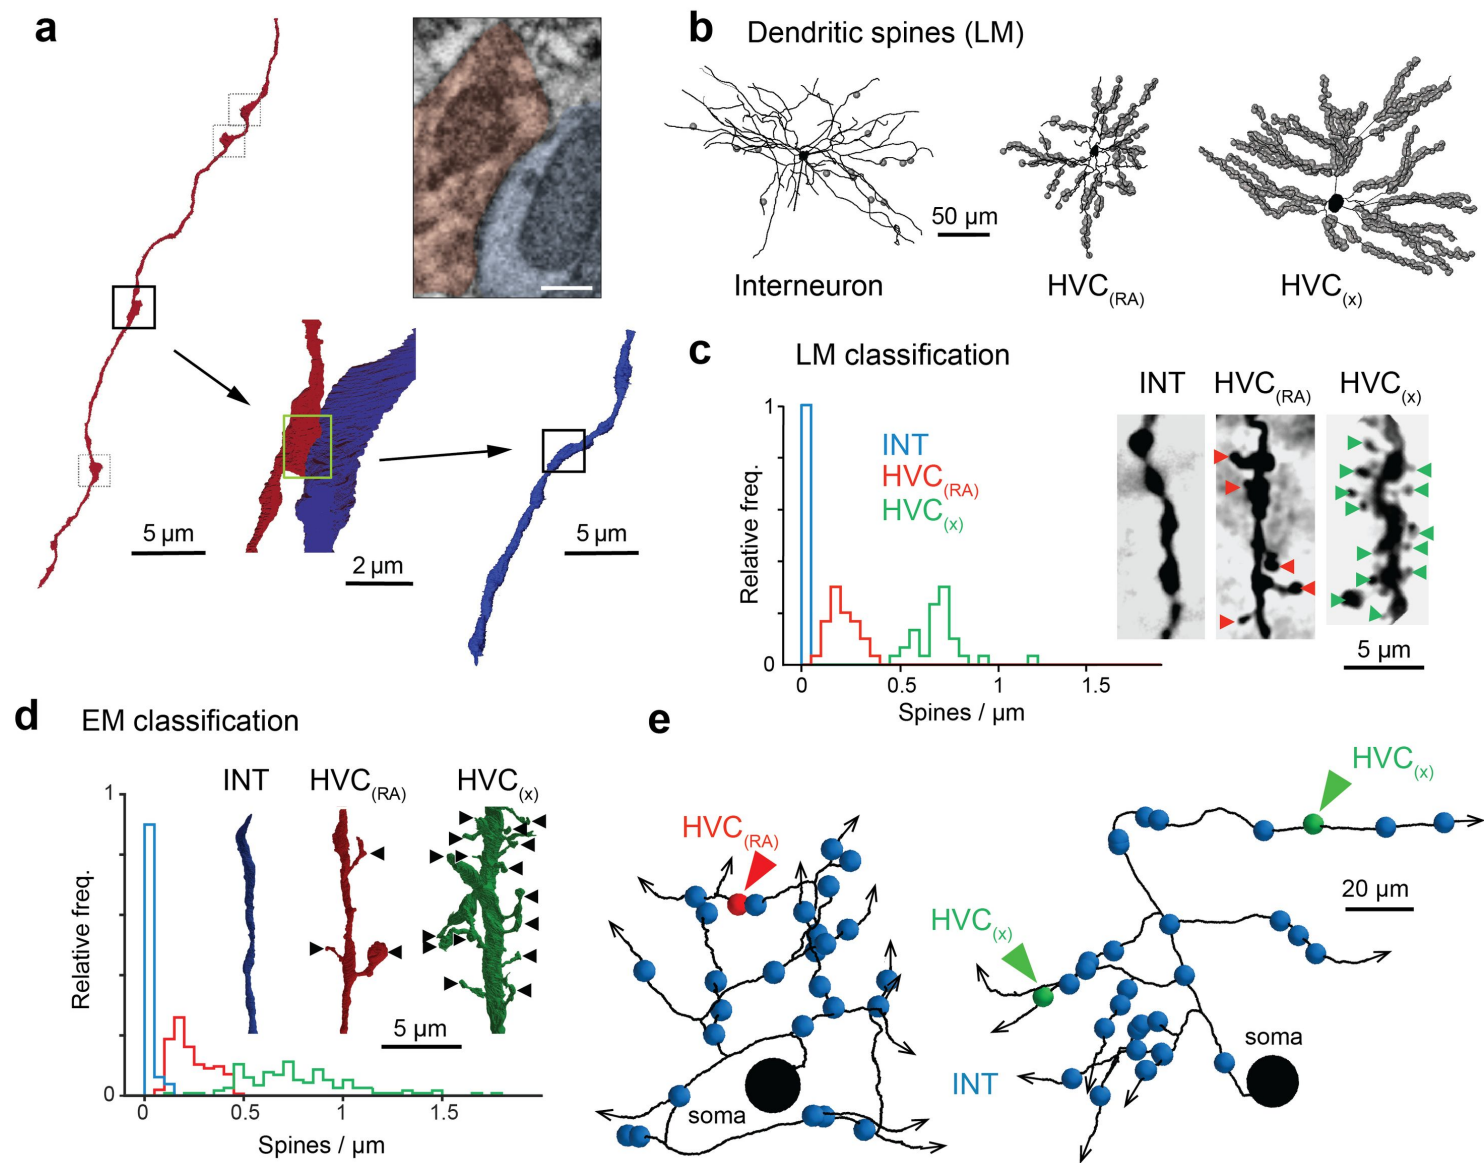 a
5 µm
2 µm
5 µm
b Dendritic spines (LM)
50 µm
Interneuron
HVC(RA)
HVC(x)
c LM classification
INT HVC(RA) HVC(x)
1
INT
HVC(RA)
HVC(x)
Relative freq.
0
0 0.5 1 1.5
Spines / µm
5 µm
d EM classification
INT HVC(RA) HVC(x)
1
Relative freq.
5 µm
0
0 0.5 1 1.5
Spines / µm
e
HVC(RA)
soma
HVC(x)
20 µm
HVC(x)
soma
INT